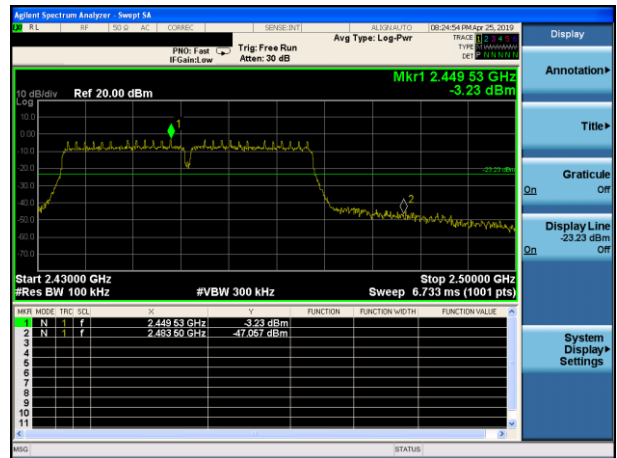 Agilent Spectrum Analyzer - Swept SA
RL RF 50 Ω AC CORREC SENSE:INT ALIGNAUTO 08:24:54 PM Apr 25, 2019
Display
PNO: Fast Trig: Free Run Avg Type: Log-Pwr TRACE 1 2 3 4 5 6
TYPE M
IFGain:Low Atten: 30 dB DET P N N N N N
Annotation
Mkr1 2.449 53 GHz
-3.23 dBm
10 dB/div Ref 20.00 dBm
Log
10.0
0.00
-10.0
-20.0
-30.0
-40.0
-50.0
-60.0
-70.0
1
-23.23 dBm
2
Title
Graticule
On Off
Display Line
-23.23 dBm
On Off
Start 2.43000 GHz Stop 2.50000 GHz
#Res BW 100 kHz #VBW 300 kHz Sweep 6.733 ms (1001 pts)
MKR MODE TRC SCL X Y FUNCTION FUNCTION WIDTH FUNCTION VALUE
1 N 1 f 2.449 53 GHz -3.23 dBm
2 N 1 f 2.483 50 GHz -47.057 dBm
3
4
5
6
7
8
9
10
11
System
Display
Settings
MSG STATUS